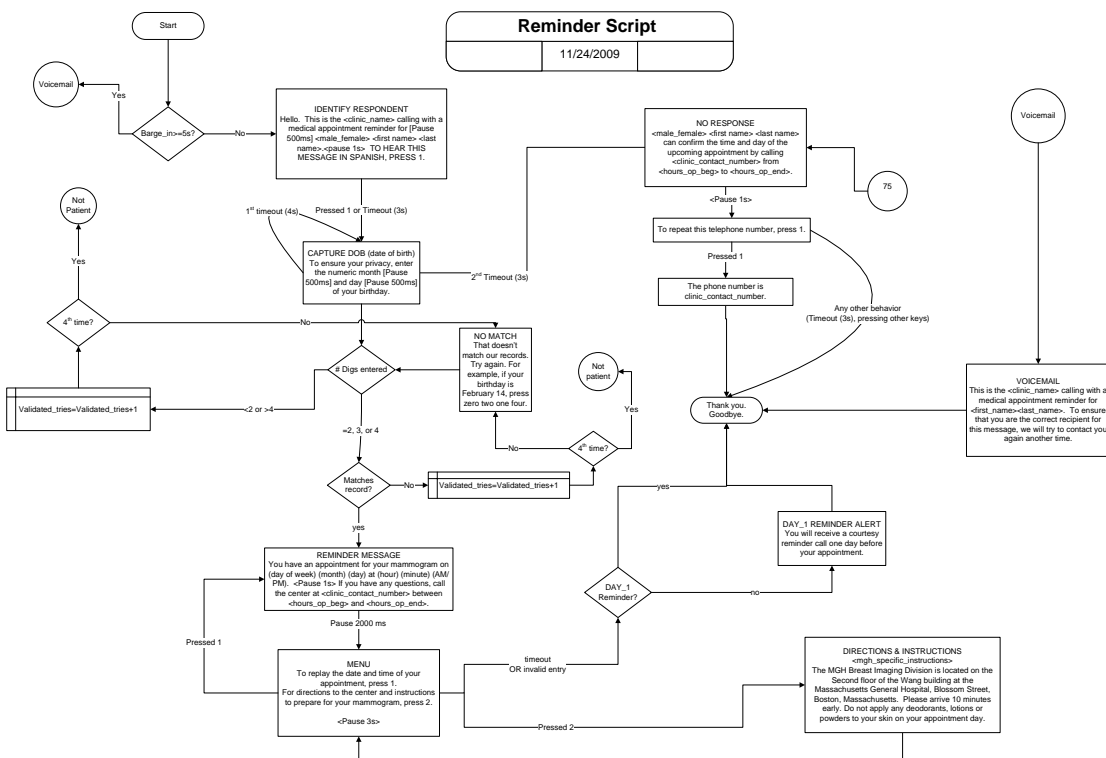 Reminder Script
11/24/2009
Start
Voicemail
Yes
Barge_in>=5s?
No
IDENTIFY RESPONDENT
Hello.  This is the <clinic_name> calling with a
medical appointment reminder for [Pause
500ms] <male_female> <first name> <last
name>.<pause 1s>  TO HEAR THIS
MESSAGE IN SPANISH, PRESS 1.
NO RESPONSE
<male_female> <first name> <last name>
can confirm the time and day of the
upcoming appointment by calling
<clinic_contact_number> from
<hours_op_beg> to <hours_op_end>.
Voicemail
75
Not
Patient
1st timeout (4s)
Pressed 1 or Timeout (3s)
<Pause 1s>
To repeat this telephone number, press 1.
Yes
CAPTURE DOB (date of birth)
To ensure your privacy, enter
the numeric month [Pause
500ms] and day [Pause 500ms]
of your birthday.
2nd Timeout (3s)
Pressed 1
The phone number is
clinic_contact_number.
Any other behavior
(Timeout (3s), pressing other keys)
4th time?
No
NO MATCH
That doesn't
match our records.
Try again. For
example, if your
birthday is
February 14, press
zero two one four.
# Digs entered
Not
patient
Validated_tries=Validated_tries+1
<2 or >4
Yes
Thank you.
Goodbye.
VOICEMAIL
This is the <clinic_name> calling with a
medical appointment reminder for
<first_name><last_name>.  To ensure
that you are the correct recipient for
this message, we will try to contact you
again another time.
=2, 3, or 4
No
4th time?
Matches
record?
No
Validated_tries=Validated_tries+1
yes
yes
DAY_1 REMINDER ALERT
You will receive a courtesy
reminder call one day before
your appointment.
REMINDER MESSAGE
You have an appointment for your mammogram on
(day of week) (month) (day) at (hour) (minute) (AM/
PM).  <Pause 1s> If you have any questions, call
the center at <clinic_contact_number> between
<hours_op_beg> and <hours_op_end>.
DAY_1
Reminder?
no
Pause 2000 ms
Pressed 1
MENU
To replay the date and time of your
appointment, press 1.
For directions to the center and instructions
to prepare for your mammogram, press 2.
<Pause 3s>
timeout
OR invalid entry
Pressed 2
DIRECTIONS & INSTRUCTIONS
<mgh_specific_instructions>
The MGH Breast Imaging Division is located on the
Second floor of the Wang building at the
Massachusetts General Hospital, Blossom Street,
Boston, Massachusetts.  Please arrive 10 minutes
early. Do not apply any deodorants, lotions or
powders to your skin on your appointment day.